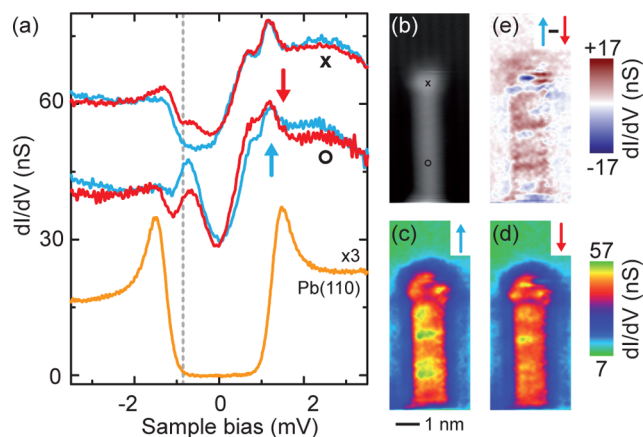 (a)
dI/dV (nS)
60
30
0
x
o
x3
Pb(110)
-2
0
2
Sample bias (mV)
(b)
x
o
(e)
-
+17
-17
dI/dV (nS)
(c)
(d)
57
7
dI/dV (nS)
1 nm